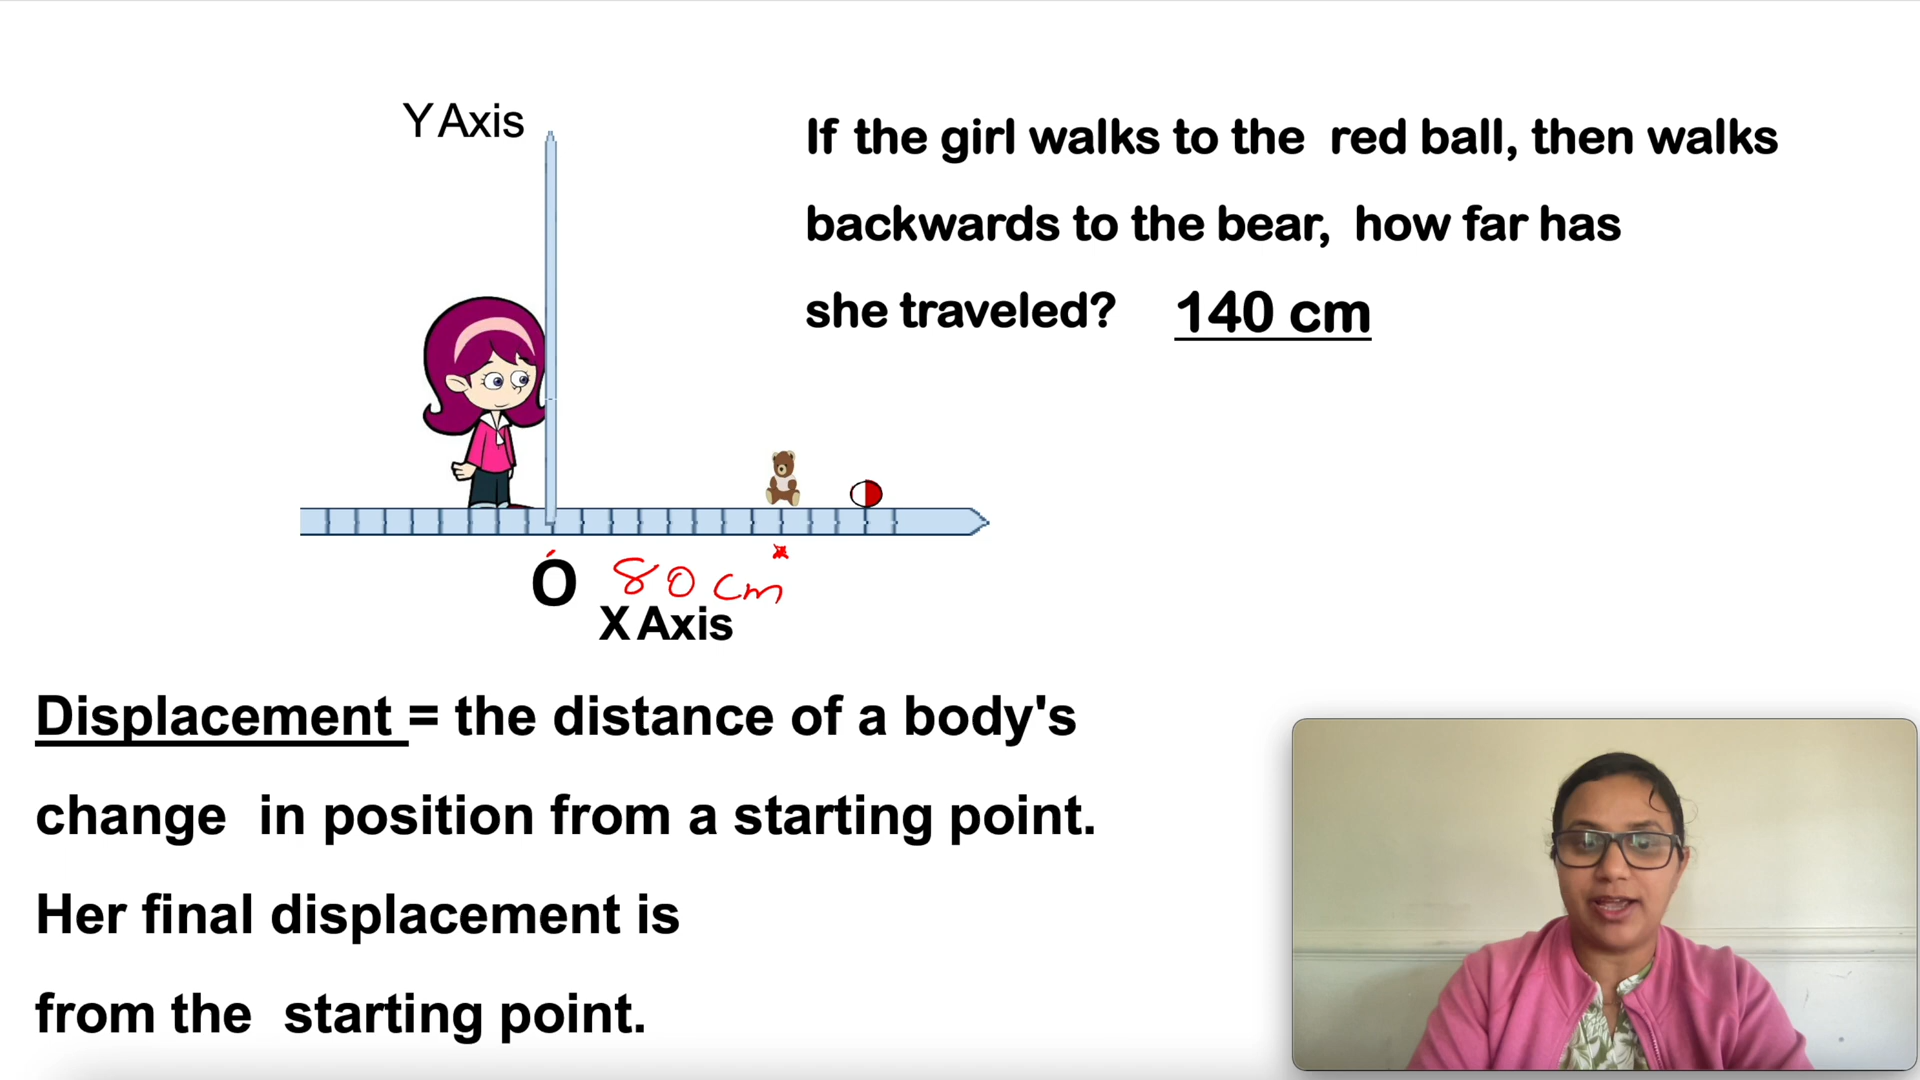 Y Axis
If the girl walks to the red ball, then walks
backwards to the bear, how far has
she traveled? 140 cm
O 80 cm
X Axis
Displacement = the distance of a body's
change in position from a starting point.
Her final displacement is
from the starting point.